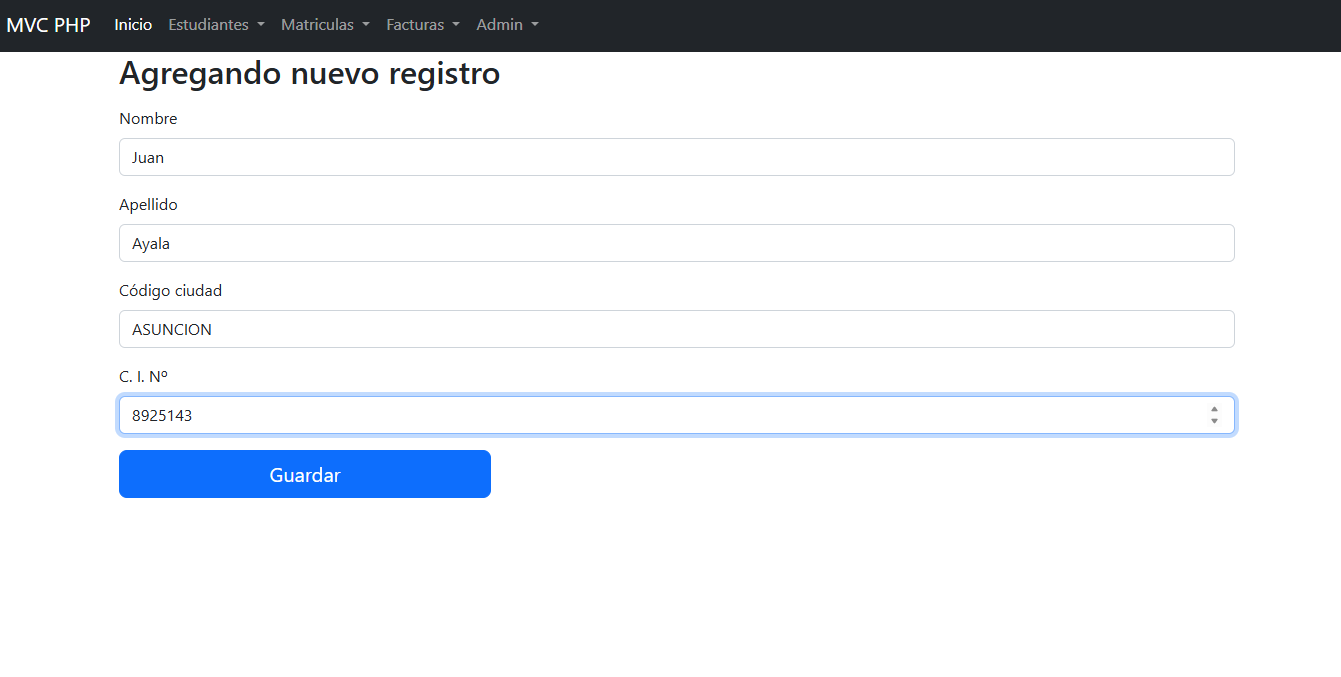 MVC PHP Inicio Estudiantes Matriculas Facturas Admin
Agregando nuevo registro
Nombre
Juan
Apellido
Ayala
Código ciudad
ASUNCION
C. I. Nº
8925143
Guardar